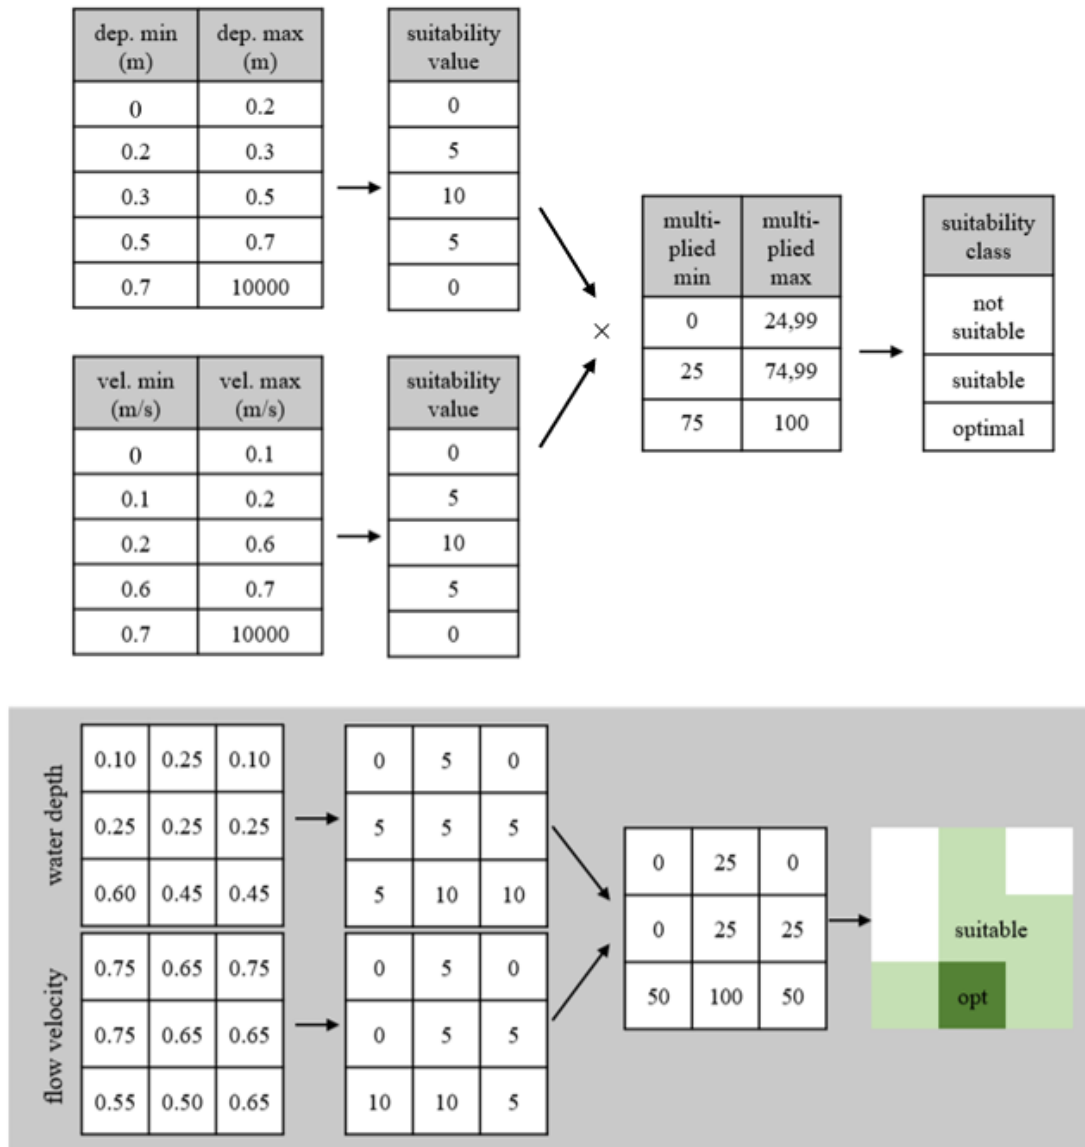 dep. min dep. max suitability
(m) (m) value
0 0.2 0
0.2 0.3 5
0.3 0.5 10
0.5 0.7 5
0.7 10000 0
multi- multi- suitability
plied plied class
min max
0 24,99 not
suitable
25 74,99 suitable
75 100 optimal
×
vel. min vel. max suitability
(m/s) (m/s) value
0 0.1 0
0.1 0.2 5
0.2 0.6 10
0.6 0.7 5
0.7 10000 0
water depth
0.10 0.25 0.10 0 5 0
0.25 0.25 0.25 5 5 5
0.60 0.45 0.45 5 10 10
flow velocity
0.75 0.65 0.75 0 5 0
0.75 0.65 0.65 0 5 5
0.55 0.50 0.65 10 10 5
0 25 0
0 25 25
50 100 50
suitable
opt